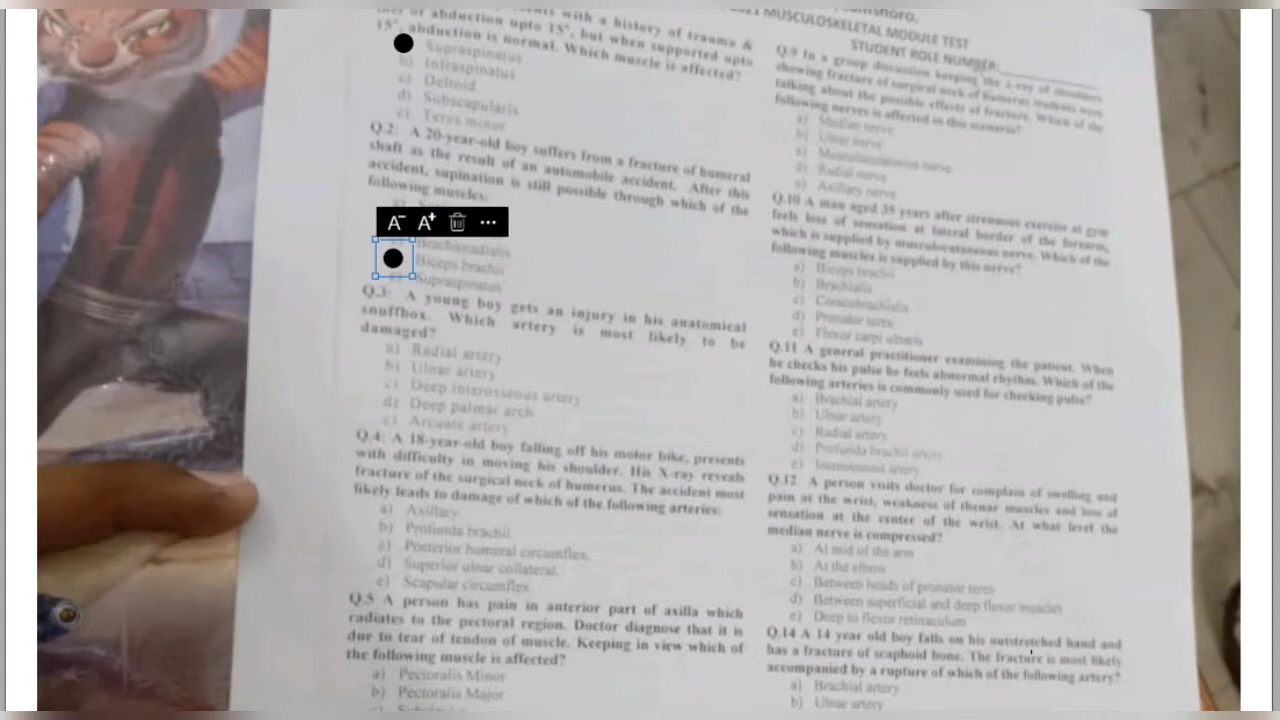 with a history of trauma &
loss of abduction upto 15°, but when supported upto
15°, abduction is normal. Which muscle is affected?
Supraspinatus
b) Infraspinatus
c) Deltoid
d) Subscapularis
e) Teres minor
Q.2: A 20-year-old boy suffers from a fracture of humeral
shaft as the result of an automobile accident. After this
accident, supination is still possible through which of the
following muscles:
A- A+
Brachioradialis
Biceps brachii
Supraspinatus
Q.3: A young boy gets an injury in his anatomical
snuffbox. Which artery is most likely to be
damaged?
a) Radial artery
b) Ulnar artery
c) Deep interosseous artery
d) Deep palmar arch
e) Arcuate artery
Q.4: A 18-year-old boy falling off his motor bike, presents
with difficulty in moving his shoulder. His X-ray reveals
fracture of the surgical neck of humerus. The accident most
likely leads to damage of which of the following arteries:
a) Axillary
b) Profunda brachii
c) Posterior humeral circumflex.
d) Superior ulnar collateral.
e) Scapular circumflex.
Q.5 A person has pain in anterior part of axilla which
radiates to the pectoral region. Doctor diagnose that it is
due to tear of tendon of muscle. Keeping in view which of
the following muscle is affected?
a) Pectoralis Minor
b) Pectoralis Major
2021 MUSCULOSKELETAL MODULE TEST
STUDENT ROLE NUMBER:
Q.9 In a group discussion keeping the x-ray of shoulders
showing fracture of surgical neck of humerus students were
talking about the possible effects of fracture. Which of the
following nerves is affected in this scenario?
a) Median nerve
b) Ulnar nerve
c) Musculocutaneous nerve
d) Radial nerve
e) Axillary nerve
Q.10 A man aged 35 years after strenuous exercise at gym
feels loss of sensation at lateral border of the forearm,
which is supplied by musculocutaneous nerve. Which of the
following muscles is supplied by this nerve?
a) Biceps brachii
b) Brachialis
c) Coracobrachialis
d) Pronator teres
e) Flexor carpi ulnaris
Q.11 A general practitioner examining the patient. When
he checks his pulse he feels abnormal rhythm. Which of the
following arteries is commonly used for checking pulse?
a) Brachial artery
b) Ulnar artery
c) Radial artery
d) Profunda brachii artery
e) Interosseous artery
Q.12 A person visits doctor for complain of swelling and
pain at the wrist, weakness of thenar muscles and loss of
sensation at the center of the wrist. At what level the
median nerve is compressed?
a) At mid of the arm
b) At the elbow
c) Between heads of pronator teres
d) Between superficial and deep flexor muscles
e) Deep to flexor retinaculum
Q.14 A 14 year old boy falls on his outstretched hand and
has a fracture of scaphoid bone. The fracture is most likely
accompanied by a rupture of which of the following artery?
a) Brachial artery
b) Ulnar artery